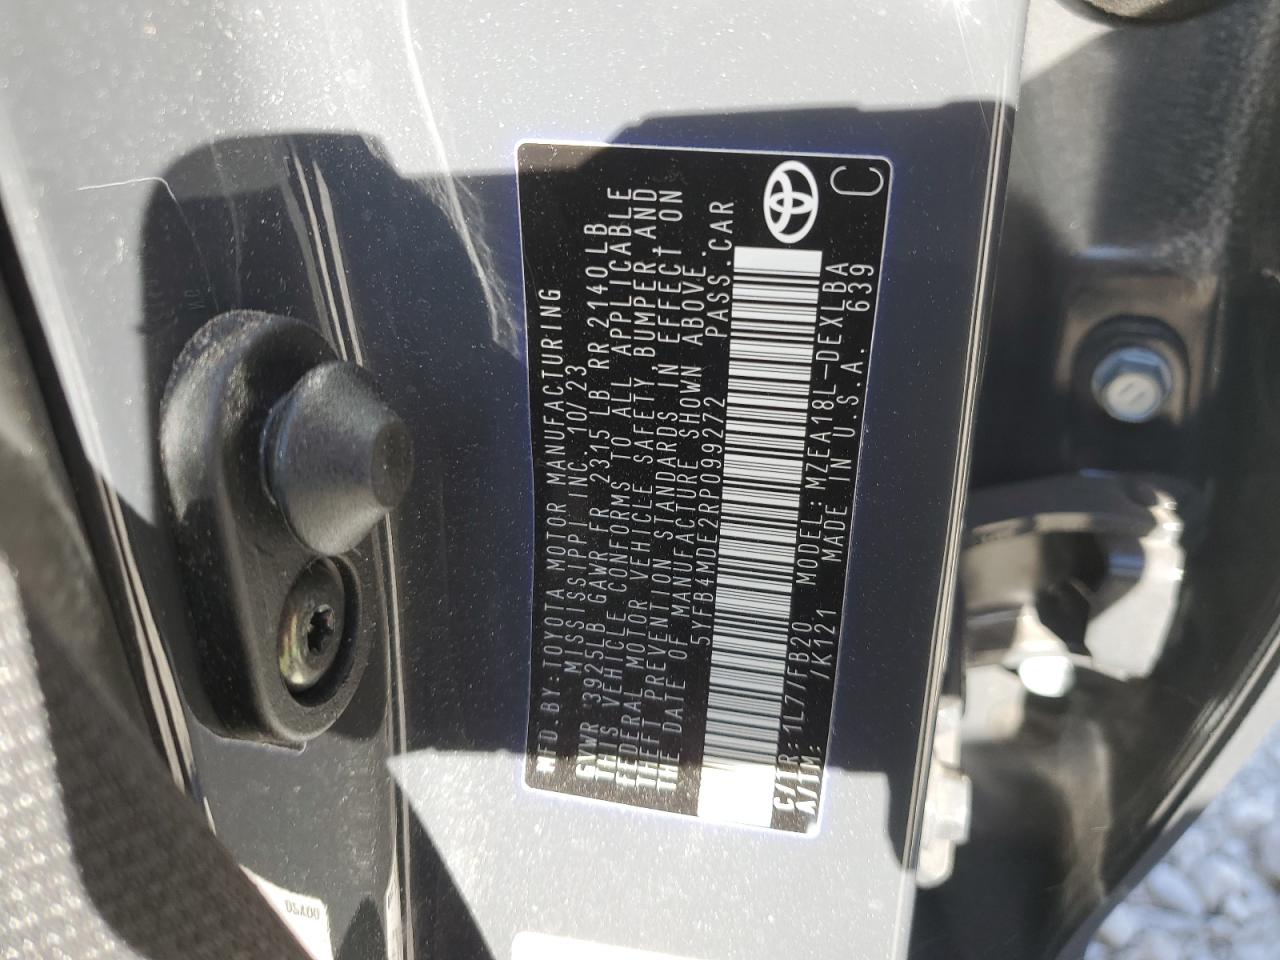 MFD.BY:TOYOTA MOTOR MANUFACTURING
MISSISSIPPI INC. 10/23
GVWR 3925LB GAWR FR 2315LB RR 2140LB
THIS VEHICLE CONFORMS TO ALL APPLICABLE
FEDERAL MOTOR VEHICLE SAFETY, BUMPER, AND
THEFT PREVENTION STANDARDS IN EFFECT ON
THE DATE OF MANUFACTURE SHOWN ABOVE.
5YFB4MDE2RP099272 PASS.CAR
C/TR:1L7/FB20 MODEL:MZEA18L-DEXLBA
A/TM: /K121 MADE IN U.S.A. 639
C